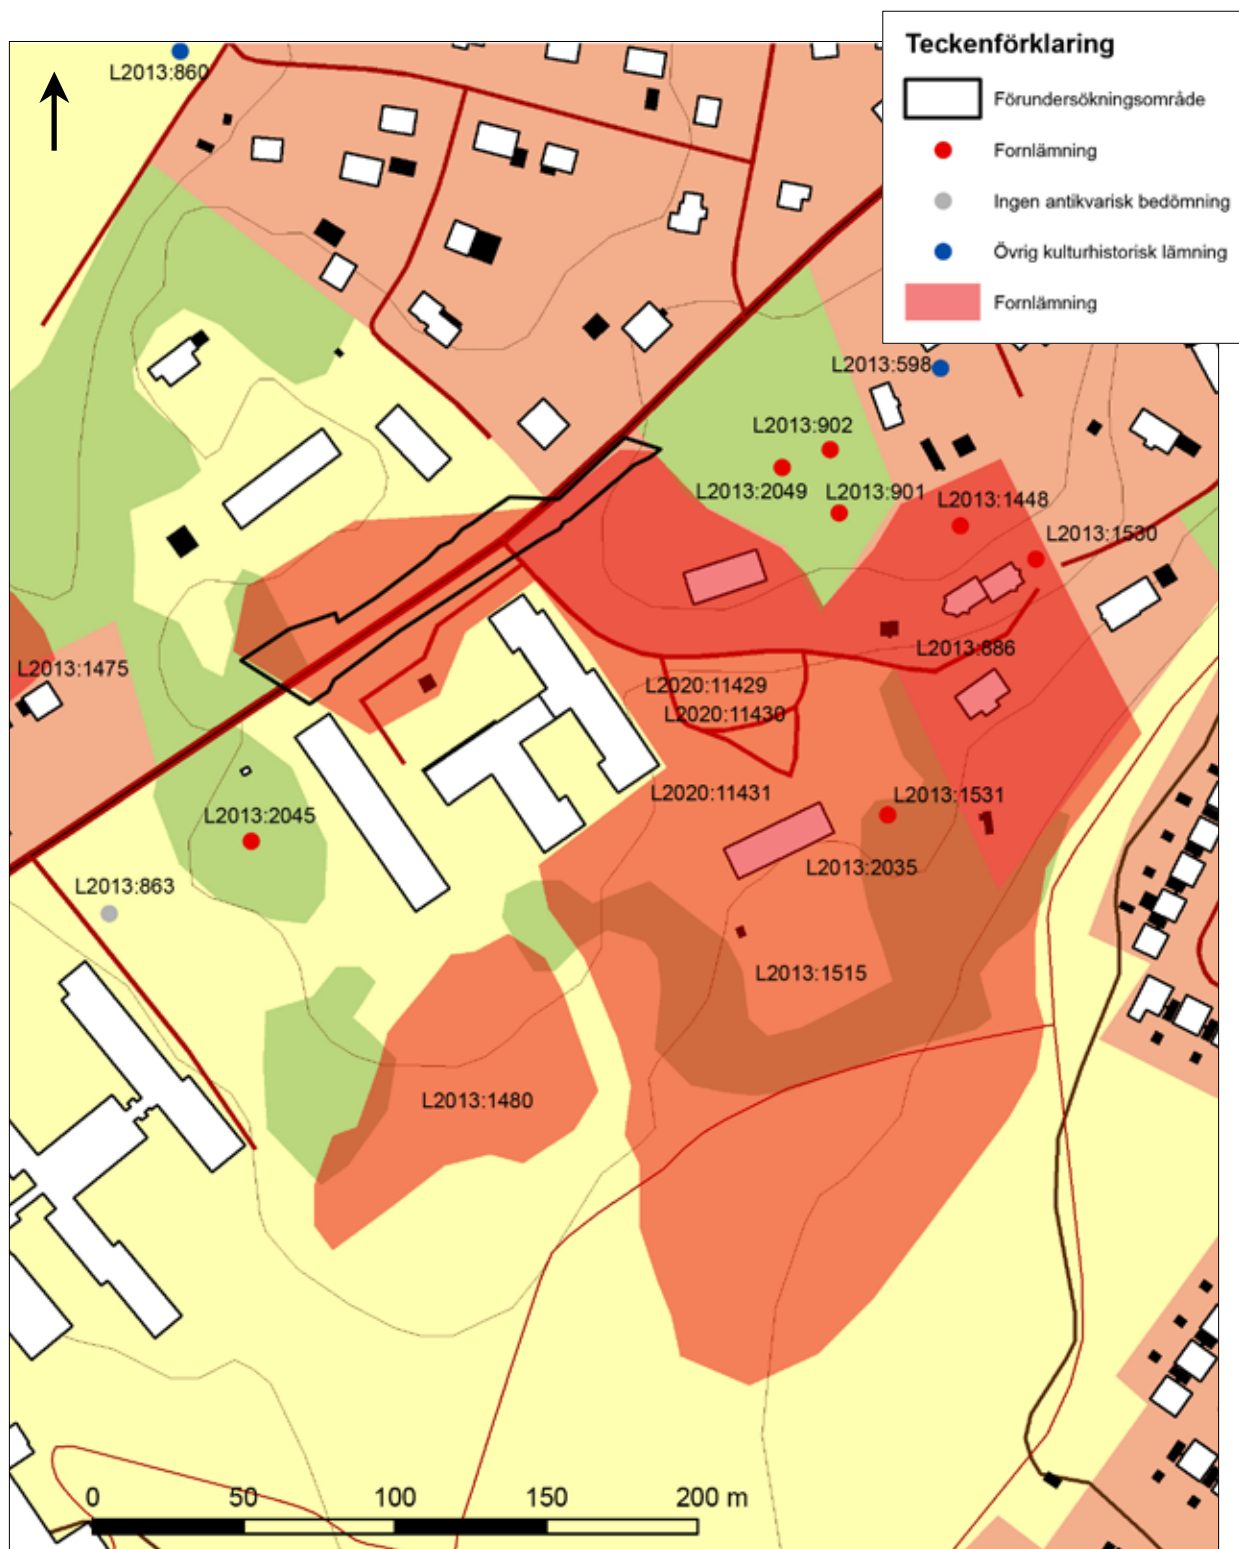 Teckenförklaring
Förundersökningsområde
Fornlämning
Ingen antikvarisk bedömning
Övrig kulturhistorisk lämning
Fornlämning
L2013:860
L2013:598
L2013:902
L2013:2049
L2013:901
L2013:1448
L2013:1530
L2013:886
L2013:1475
L2020:11429
L2020:11430
L2020:11431
L2013:1531
L2013:2045
L2013:2035
L2013:863
L2013:1515
L2013:1480
0 50 100 150 200 m